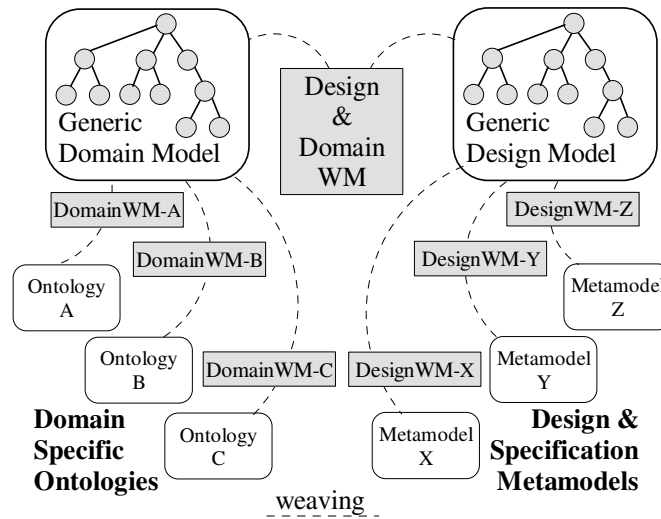 Generic
Domain Model
Design
&
Domain
WM
Generic
Design Model
DomainWM-A
DomainWM-B
DomainWM-C
DesignWM-Z
DesignWM-Y
DesignWM-X
Ontology
A
Ontology
B
Ontology
C
Metamodel
Z
Metamodel
Y
Metamodel
X
Domain
Specific
Ontologies
Design &
Specification
Metamodels
weaving